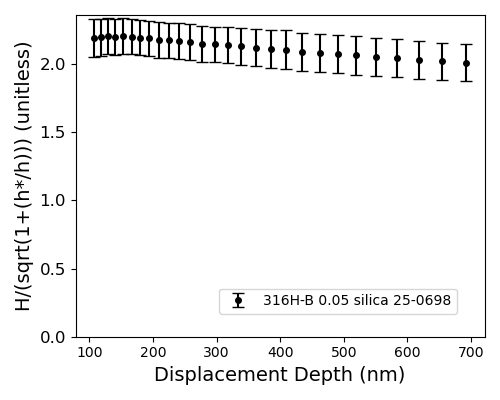 H/(sqrt(1+(h*/h))) (unitless)
2.0
1.5
1.0
0.5
0.0
316H-B 0.05 silica 25-0698
100 200 300 400 500 600 700
Displacement Depth (nm)